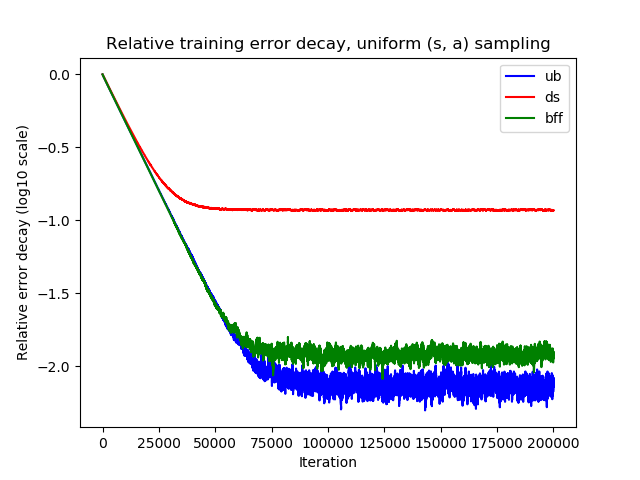 Relative training error decay, uniform (s, a) sampling
Relative error decay (log10 scale)
0.0
−0.5
−1.0
−1.5
−2.0
ub
ds
bff
0 25000 50000 75000 100000 125000 150000 175000 200000
Iteration